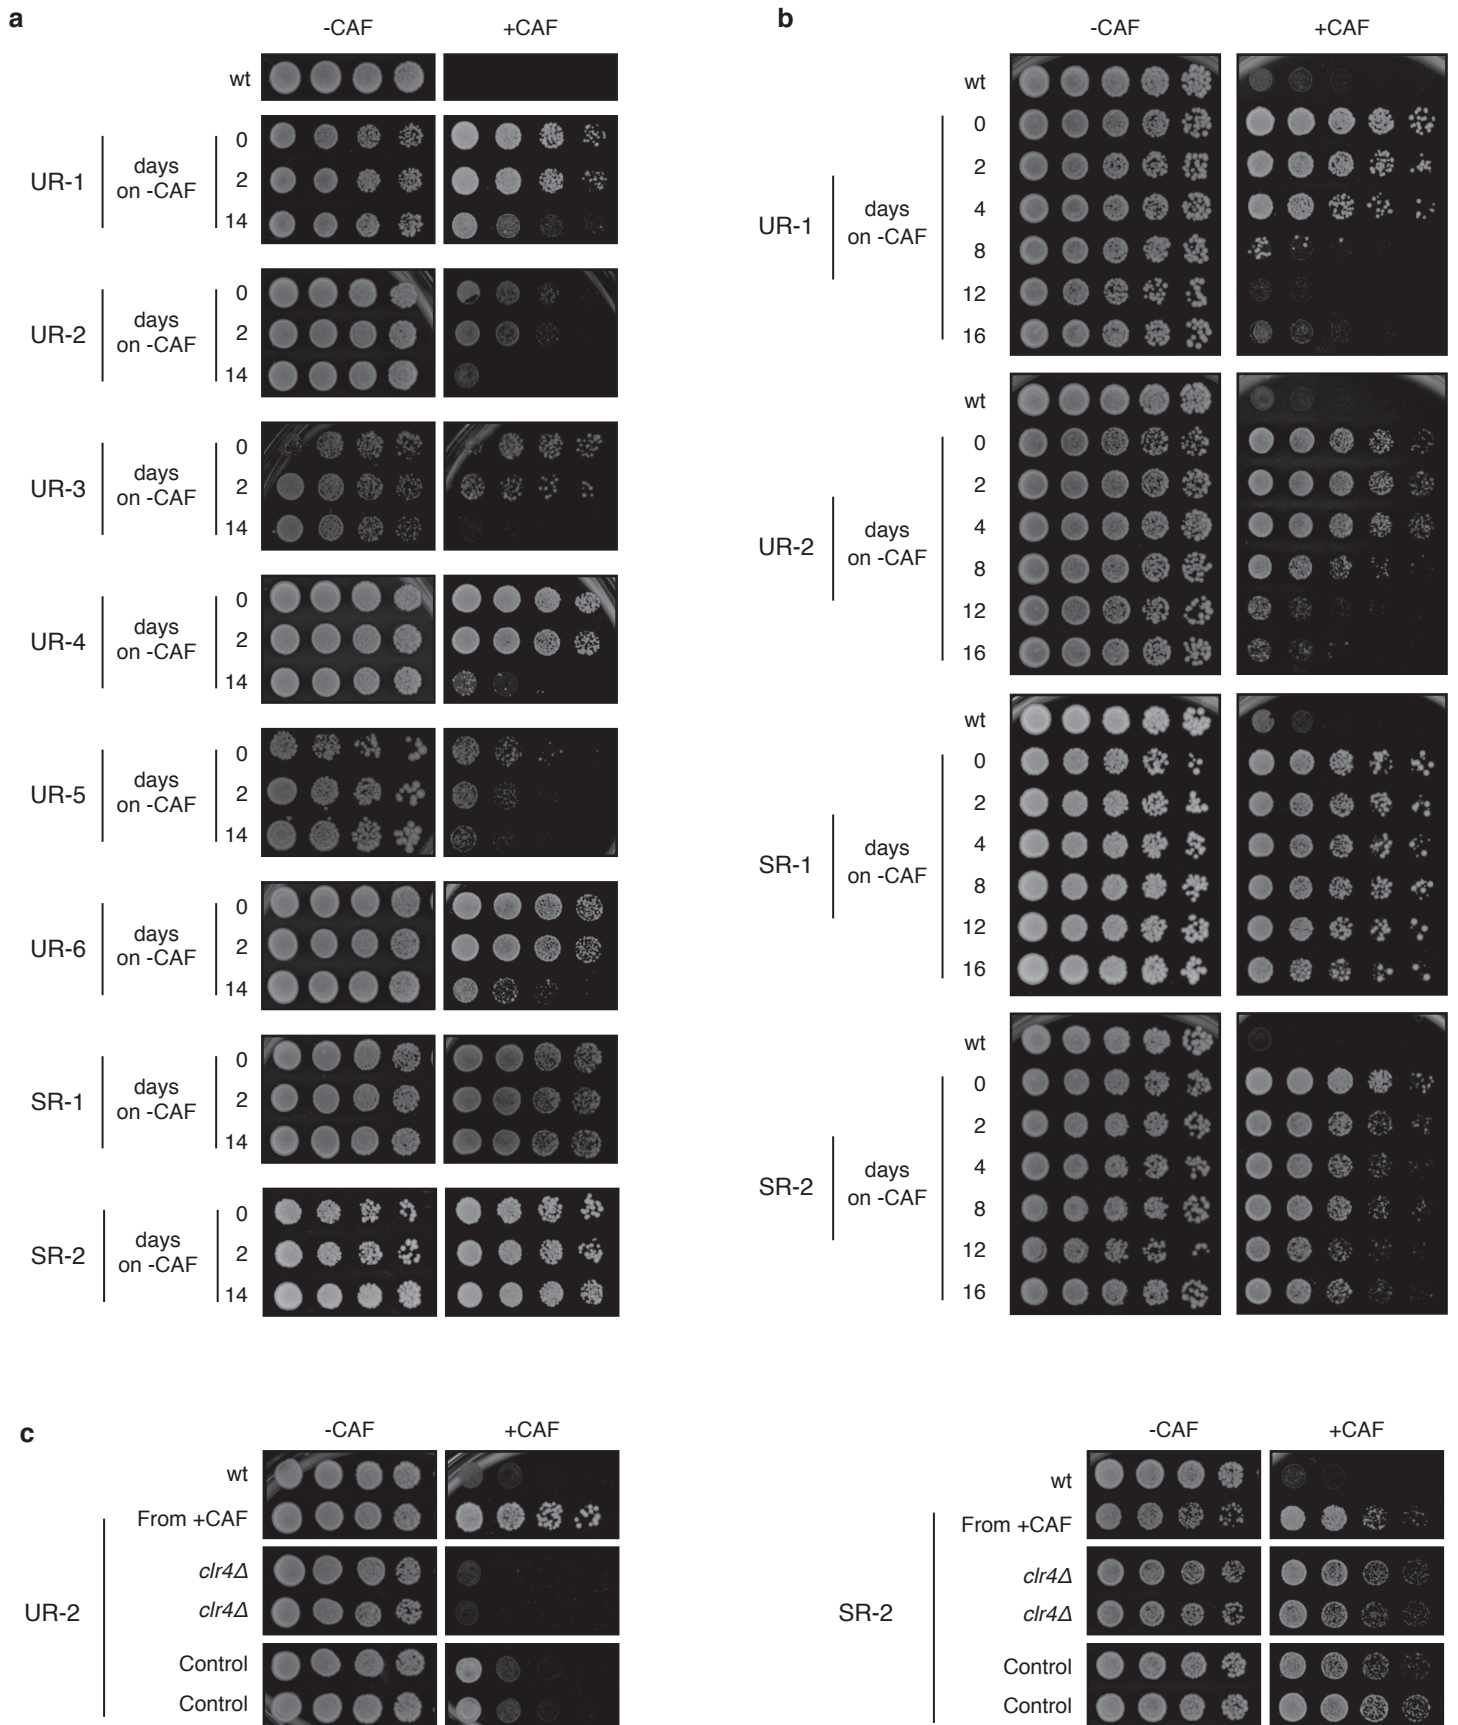 a
-CAF +CAF
wt
UR-1 days on -CAF 0
2
14
UR-2 days on -CAF 0
2
14
UR-3 days on -CAF 0
2
14
UR-4 days on -CAF 0
2
14
UR-5 days on -CAF 0
2
14
UR-6 days on -CAF 0
2
14
SR-1 days on -CAF 0
2
14
SR-2 days on -CAF 0
2
14
b
-CAF +CAF
wt
UR-1 days on -CAF 0
2
4
8
12
16
wt
UR-2 days on -CAF 0
2
4
8
12
16
wt
SR-1 days on -CAF 0
2
4
8
12
16
wt
SR-2 days on -CAF 0
2
4
8
12
16
c
-CAF +CAF
wt
From +CAF
clr4Δ
UR-2
clr4Δ
Control
Control
-CAF +CAF
wt
From +CAF
clr4Δ
SR-2
clr4Δ
Control
Control